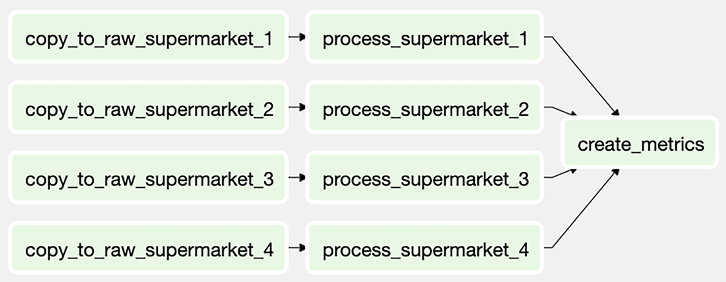 copy_to_raw_supermarket_1
process_supermarket_1
copy_to_raw_supermarket_2
process_supermarket_2
create_metrics
copy_to_raw_supermarket_3
process_supermarket_3
copy_to_raw_supermarket_4
process_supermarket_4